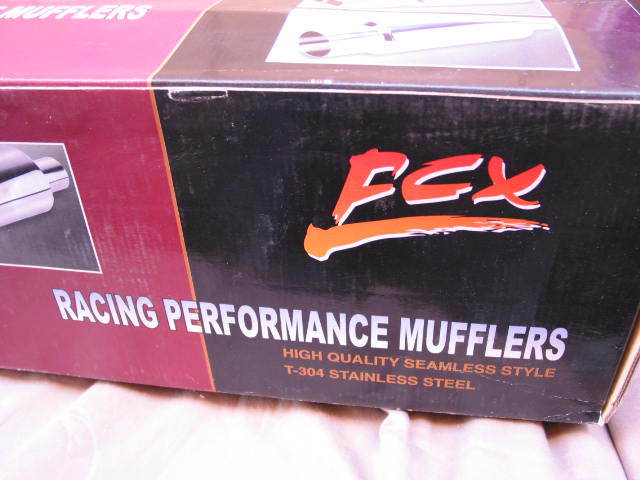 MUFFLERS
FCX
RACING PERFORMANCE MUFFLERS
HIGH QUALITY SEAMLESS STYLE
T-304 STAINLESS STEEL